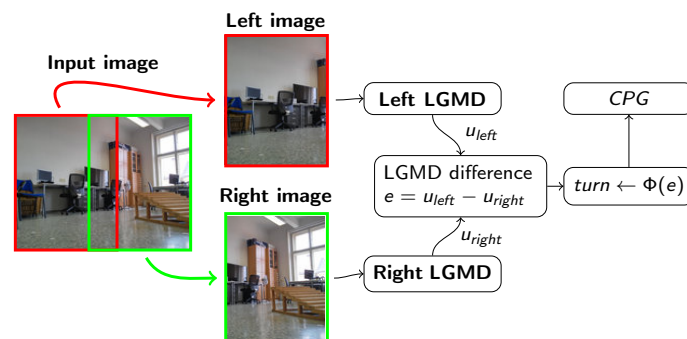 Left image
Input image
Left LGMD
CPG
u_left
LGMD difference
e = u_left − u_right
turn ← Φ(e)
Right image
u_right
Right LGMD